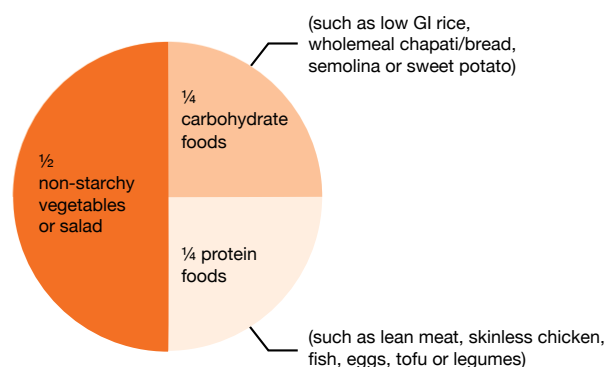 (such as low GI rice,
wholemeal chapati/bread,
semolina or sweet potato)
¼
carbohydrate
foods
½
non-starchy
vegetables
or salad
¼ protein
foods
(such as lean meat, skinless chicken,
fish, eggs, tofu or legumes)